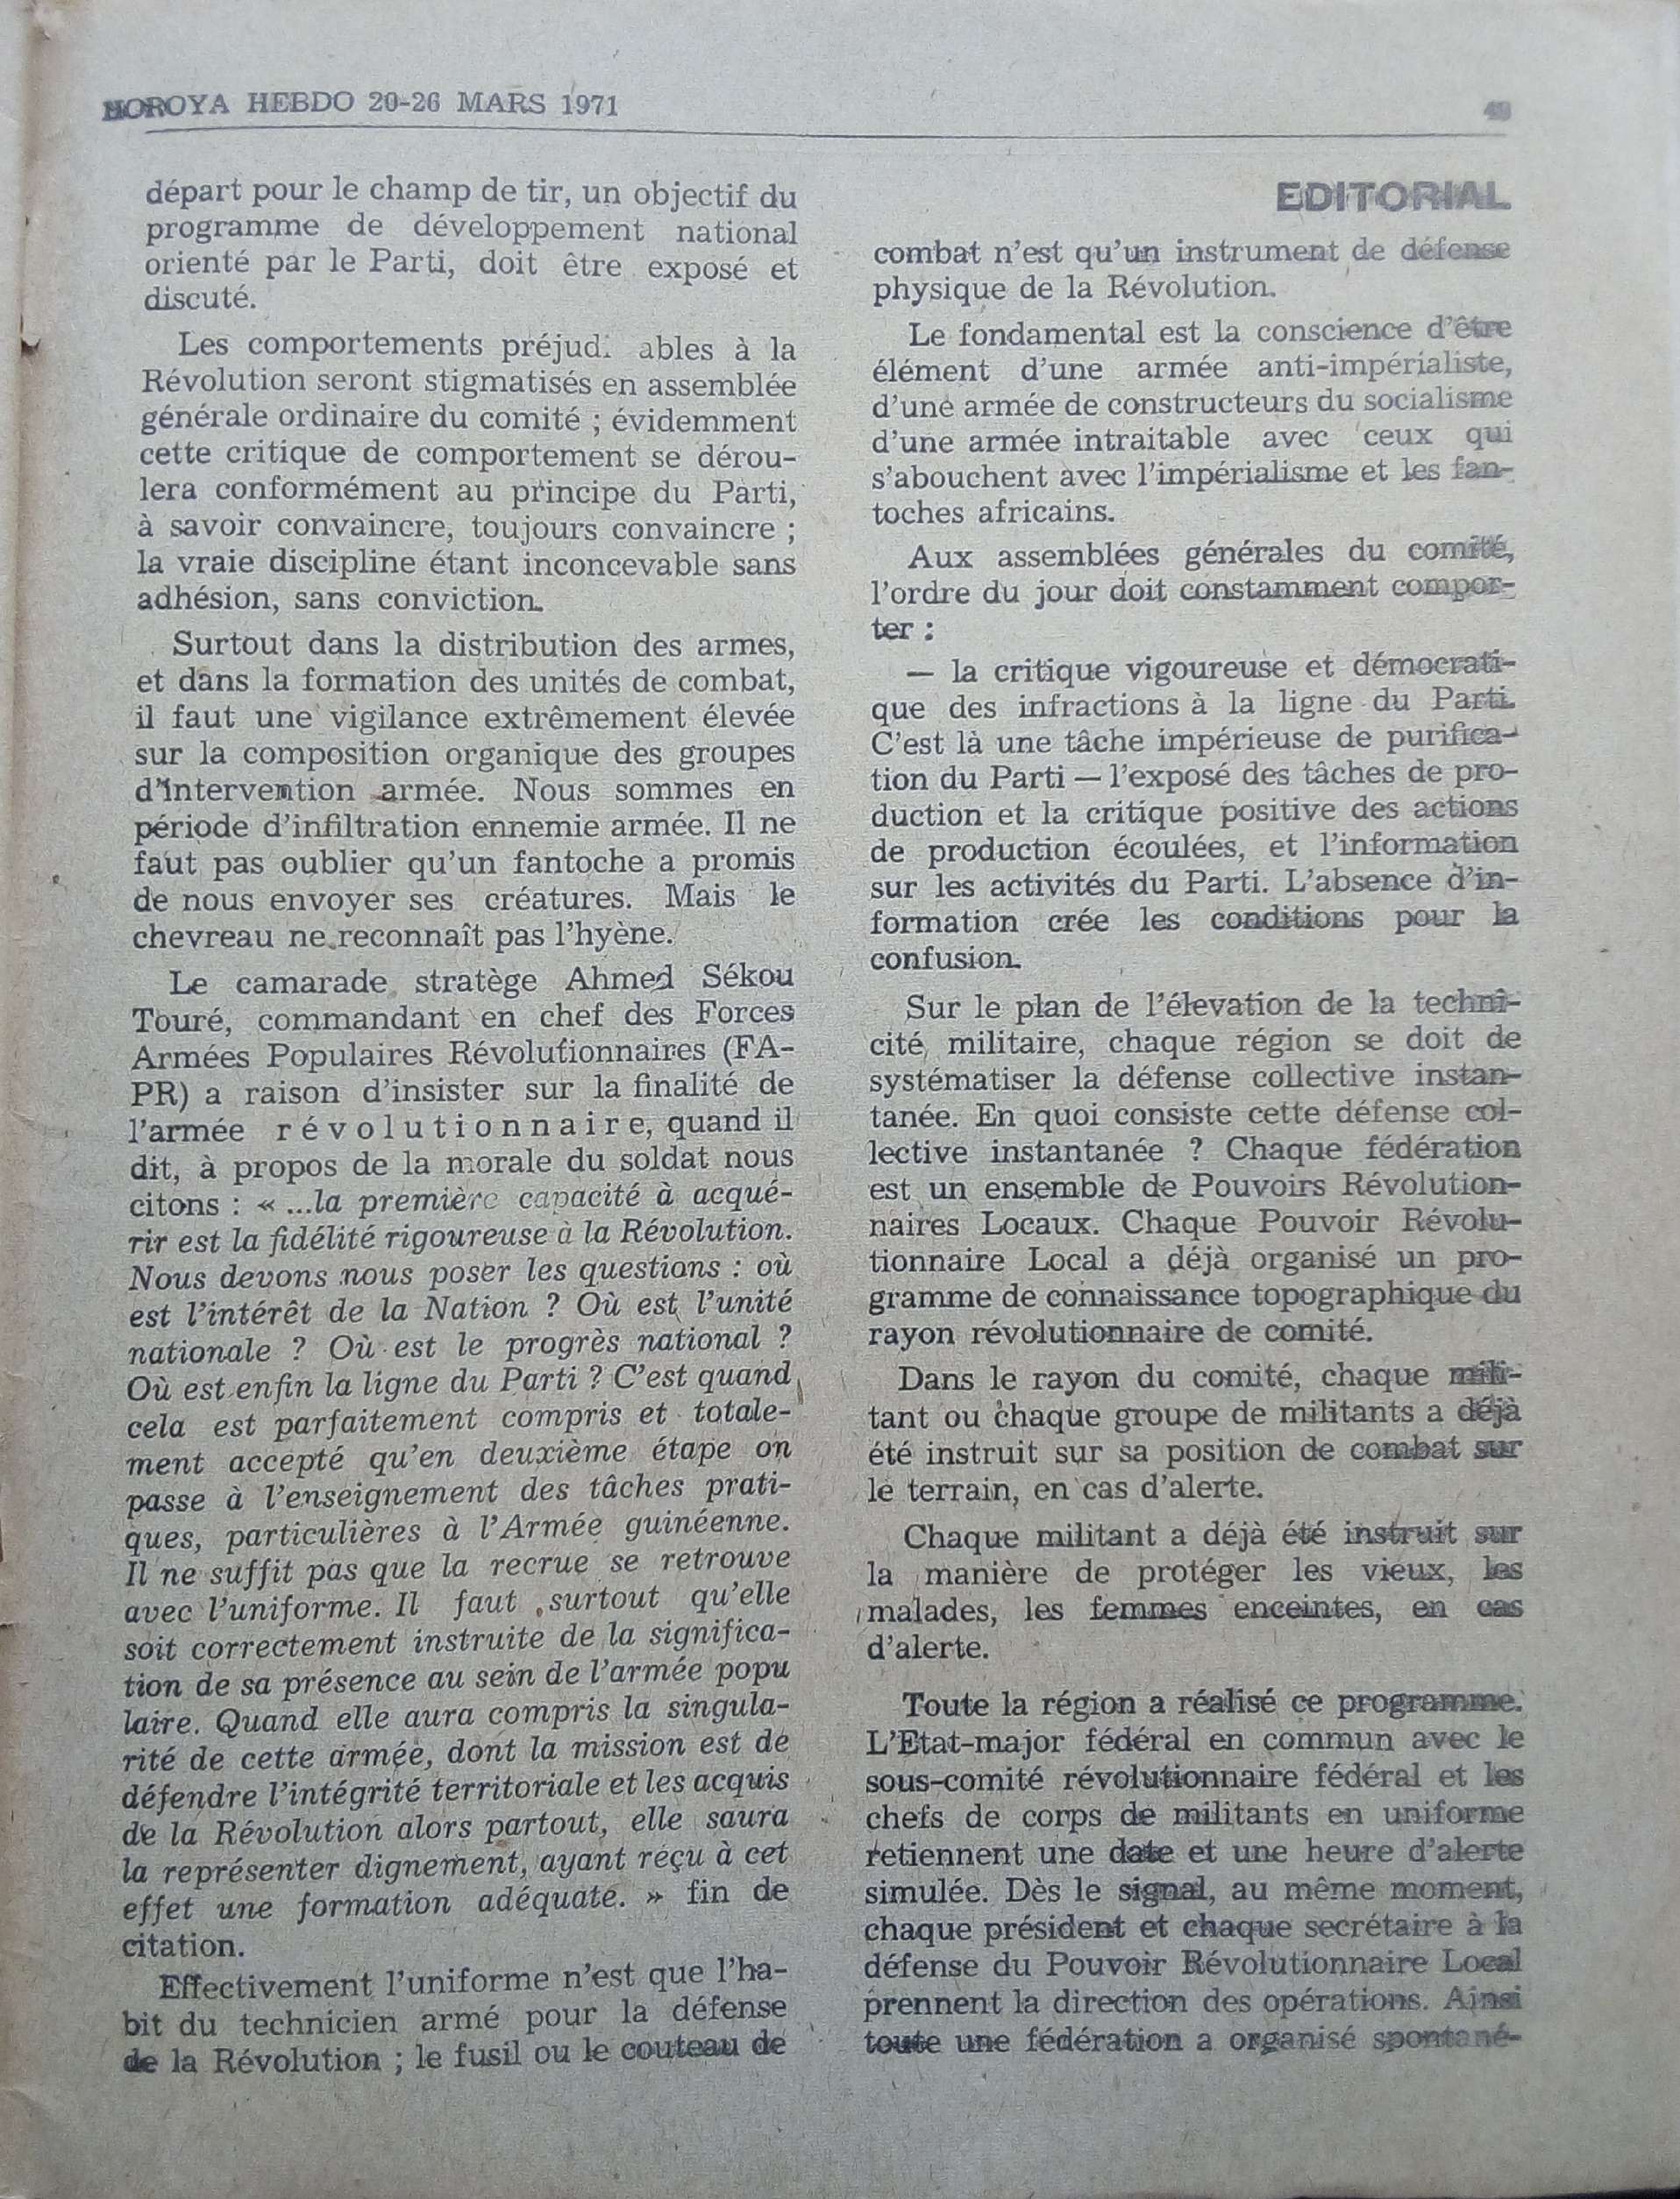 HOROYA HEBDO 20-26 MARS 1971
départ pour le champ de tir, un objectif du
programme de développement national
orienté par le Parti, doit être exposé et
discuté.
Les comportements préjudi ables à la
Révolution seront stigmatisés en assemblée
générale ordinaire du comité ; évidemment
cette critique de comportement se dérou-
lera conformément au principe du Parti,
à savoir convaincre, toujours convaincre ;
la vraie discipline étant inconcevable sans
adhésion, sans conviction.
Surtout dans la distribution des armes,
et dans la formation des unités de combat,
il faut une vigilance extrêmement élevée
sur la composition organique des groupes
d'intervention armée. Nous sommes en
période d'infiltration ennemie armée. Il ne
faut pas oublier qu'un fantoche a promis
de nous envoyer ses créatures. Mais le
chevreau ne reconnaît pas l'hyène.
Le camarade stratège Ahmed Sékou
Touré, commandant en chef des Forces
Armées Populaires Révolutionnaires (FA-
PR) a raison d'insister sur la finalité de
l'armée révolutionnaire, quand il
dit, à propos de la morale du soldat nous
citons : « ...la première capacité à acqué-
rir est la fidélité rigoureuse à la Révolution.
Nous devons nous poser les questions : où
est l'intérêt de la Nation ? Où est l'unité
nationale ? Où est le progrès national ?
Où est enfin la ligne du Parti ? C'est quand
cela est parfaitement compris et totale-
ment accepté qu'en deuxième étape on
passe à l'enseignement des tâches prati-
ques, particulières à l'Armée guinéenne.
Il ne suffit pas que la recrue se retrouve
avec l'uniforme. Il faut surtout qu'elle
soit correctement instruite de la significa-
tion de sa présence au sein de l'armée popu
laire. Quand elle aura compris la singula-
rité de cette armée, dont la mission est de
défendre l'intégrité territoriale et les acquis
de la Révolution alors partout, elle saura
la représenter dignement, ayant reçu à cet
effet une formation adéquate. » fin de
citation.
Effectivement l'uniforme n'est que l'ha-
bit du technicien armé pour la défense
de la Révolution ; le fusil ou le couteau de
EDITORIAL
combat n'est qu'un instrument de défense
physique de la Révolution.
Le fondamental est la conscience d'être
élément d'une armée anti-impérialiste,
d'une armée de constructeurs du socialisme
d'une armée intraitable avec ceux qui
s'abouchent avec l'impérialisme et les fan-
toches africains.
Aux assemblées générales du comité,
l'ordre du jour doit constamment compor-
ter :
— la critique vigoureuse et démocrati-
que des infractions à la ligne du Parti.
C'est là une tâche impérieuse de purifica-
tion du Parti — l'exposé des tâches de pro-
duction et la critique positive des actions
de production écoulées, et l'information
sur les activités du Parti. L'absence d'in-
formation crée les conditions pour la
confusion.
Sur le plan de l'élevation de la techni-
cité militaire, chaque région se doit de
systématiser la défense collective instan-
tanée. En quoi consiste cette défense col-
lective instantanée ? Chaque fédération
est un ensemble de Pouvoirs Révolution-
naires Locaux. Chaque Pouvoir Révolu-
tionnaire Local a déjà organisé un pro-
gramme de connaissance topographique du
rayon révolutionnaire de comité.
Dans le rayon du comité, chaque mili-
tant ou chaque groupe de militants a déjà
été instruit sur sa position de combat sur
le terrain, en cas d'alerte.
Chaque militant a déjà été instruit sur
la manière de protéger les vieux, les
malades, les femmes enceintes, en cas
d'alerte.
Toute la région a réalisé ce programme.
L'Etat-major fédéral en commun avec le
sous-comité révolutionnaire fédéral et les
chefs de corps de militants en uniforme
retiennent une date et une heure d'alerte
simulée. Dès le signal, au même moment,
chaque président et chaque secrétaire à la
défense du Pouvoir Révolutionnaire Local
prennent la direction des opérations. Ainsi
toute une fédération a organisé spontané-